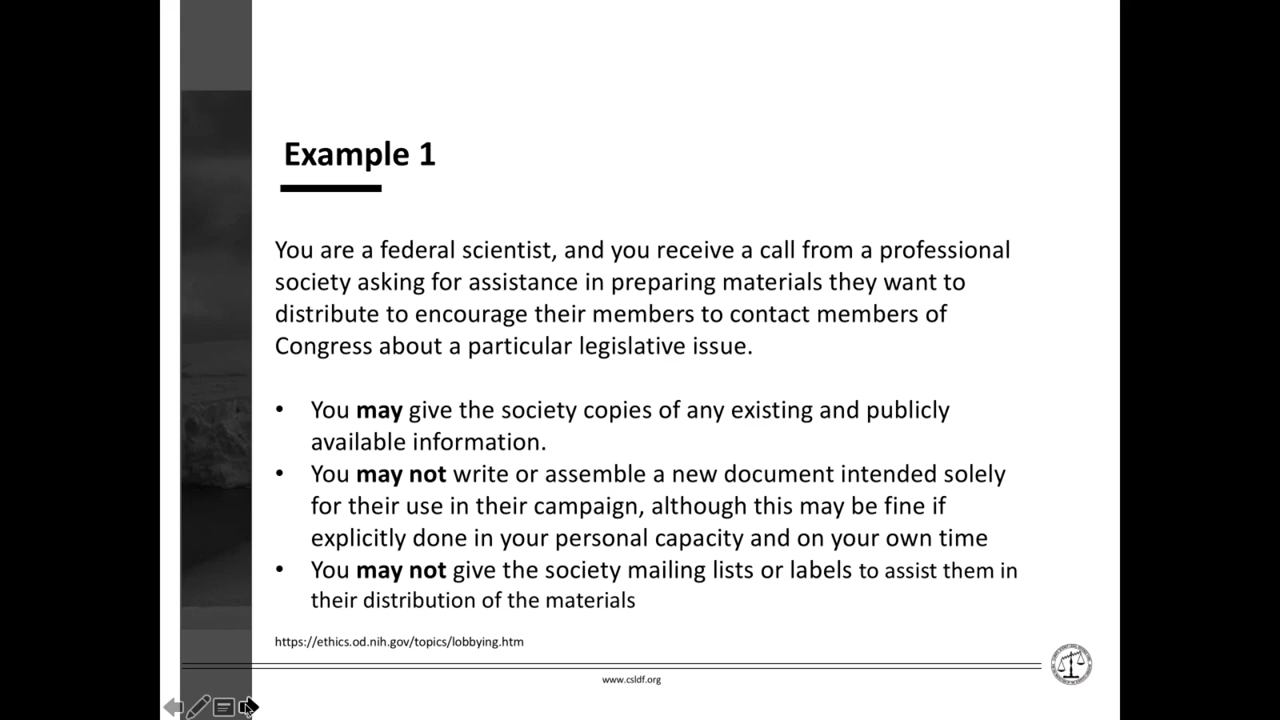 Example 1
You are a federal scientist, and you receive a call from a professional
society asking for assistance in preparing materials they want to
distribute to encourage their members to contact members of
Congress about a particular legislative issue.
• You may give the society copies of any existing and publicly
available information.
• You may not write or assemble a new document intended solely
for their use in their campaign, although this may be fine if
explicitly done in your personal capacity and on your own time
• You may not give the society mailing lists or labels to assist them in
their distribution of the materials
https://ethics.od.nih.gov/topics/lobbying.htm
www.csldf.org